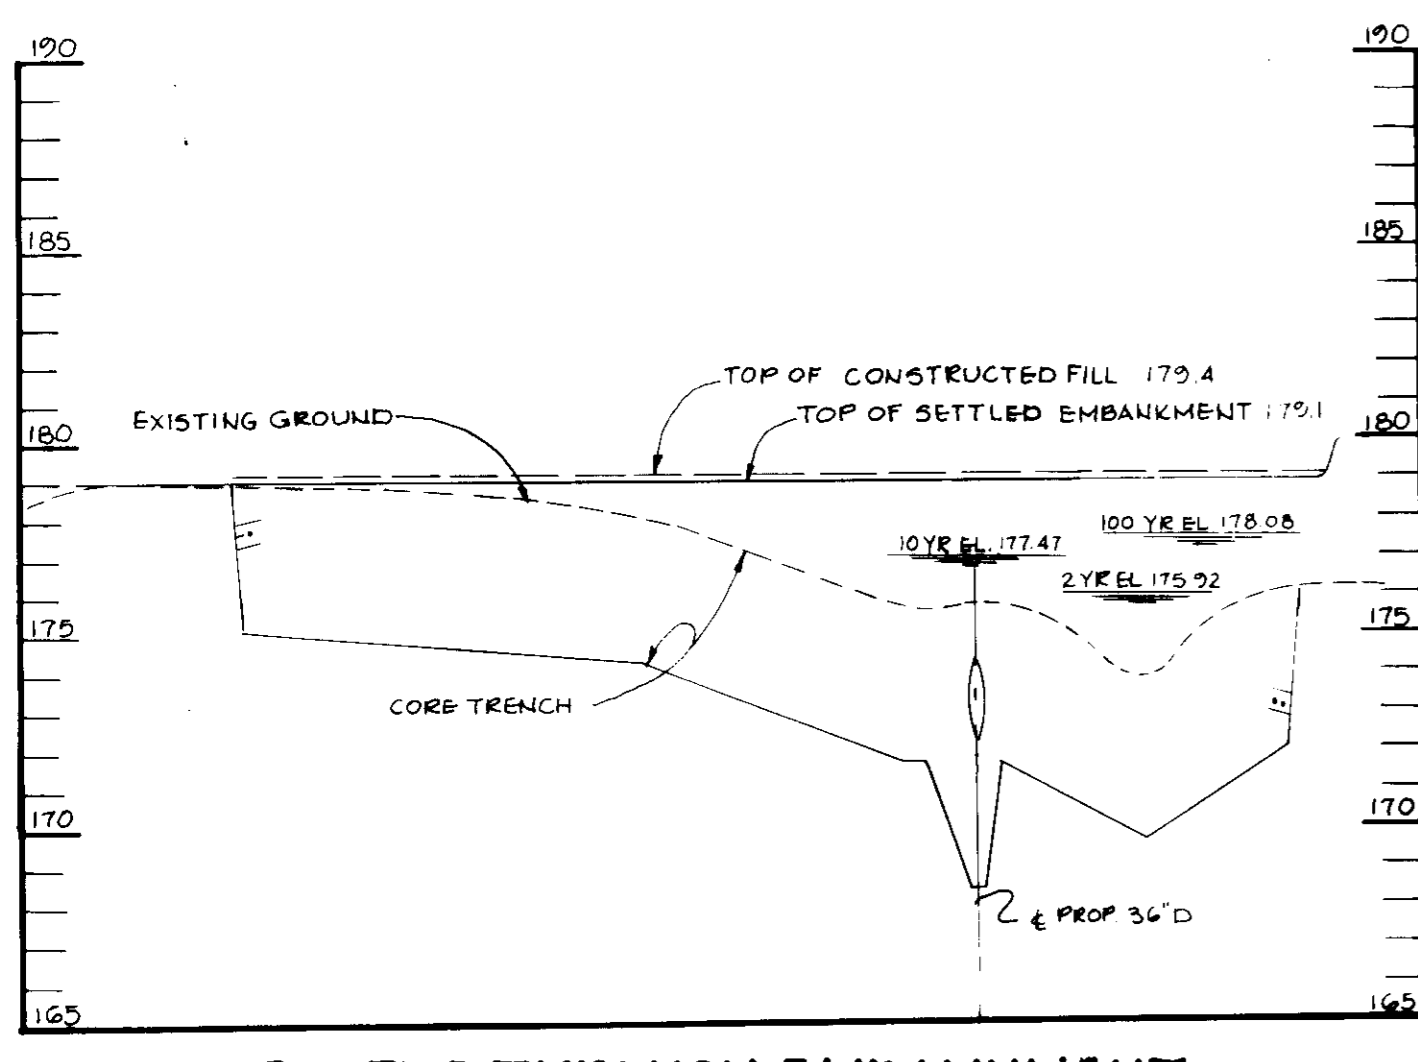 190 190
185 185
TOP OF CONSTRUCTED FILL 179.4
EXISTING GROUND
TOP OF SETTLED EMBANKMENT 179.1
180 180
100 YR EL 178.08
10 YR EL. 177.47
2 YR EL 175.92
175 175
CORE TRENCH
170 170
℄ PROP. 36"D
165 165